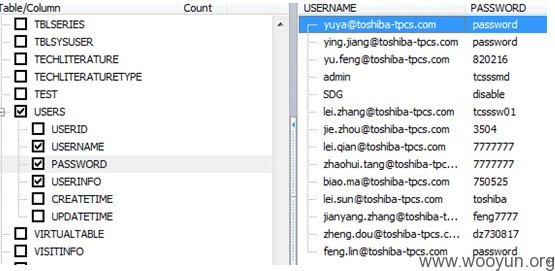 Table/Column Count
TBLSERIES
TBLSYSUSER
TECHLITERATURE
TECHLITERATURETYPE
TEST
USERS
USERID
USERNAME
PASSWORD
USERINFO
CREATETIME
UPDATETIME
VIRTUALTABLE
VISITINFO
USERNAME PASSWORD
yuya@toshiba-tpcs.com password
ying.jiang@toshiba-tpcs.com password
yu.feng@toshiba-tpcs.com 820216
admin tcsssmd
SDG disable
lei.zhang@toshiba-tpcs.com tcsssw01
jie.zhou@toshiba-tpcs.com 3504
lei.qian@toshiba-tpcs.com 7777777
zhaohui.tang@toshiba-tpc... 7777777
biao.ma@toshiba-tpcs.com 750525
lei.sun@toshiba-tpcs.com toshiba
jianyang.zhang@toshiba-t... feng7777
zheng.dou@toshiba-tpcs.c... dz730817
feng.lin@toshiba-tpcs.com password
www.wooyun.org